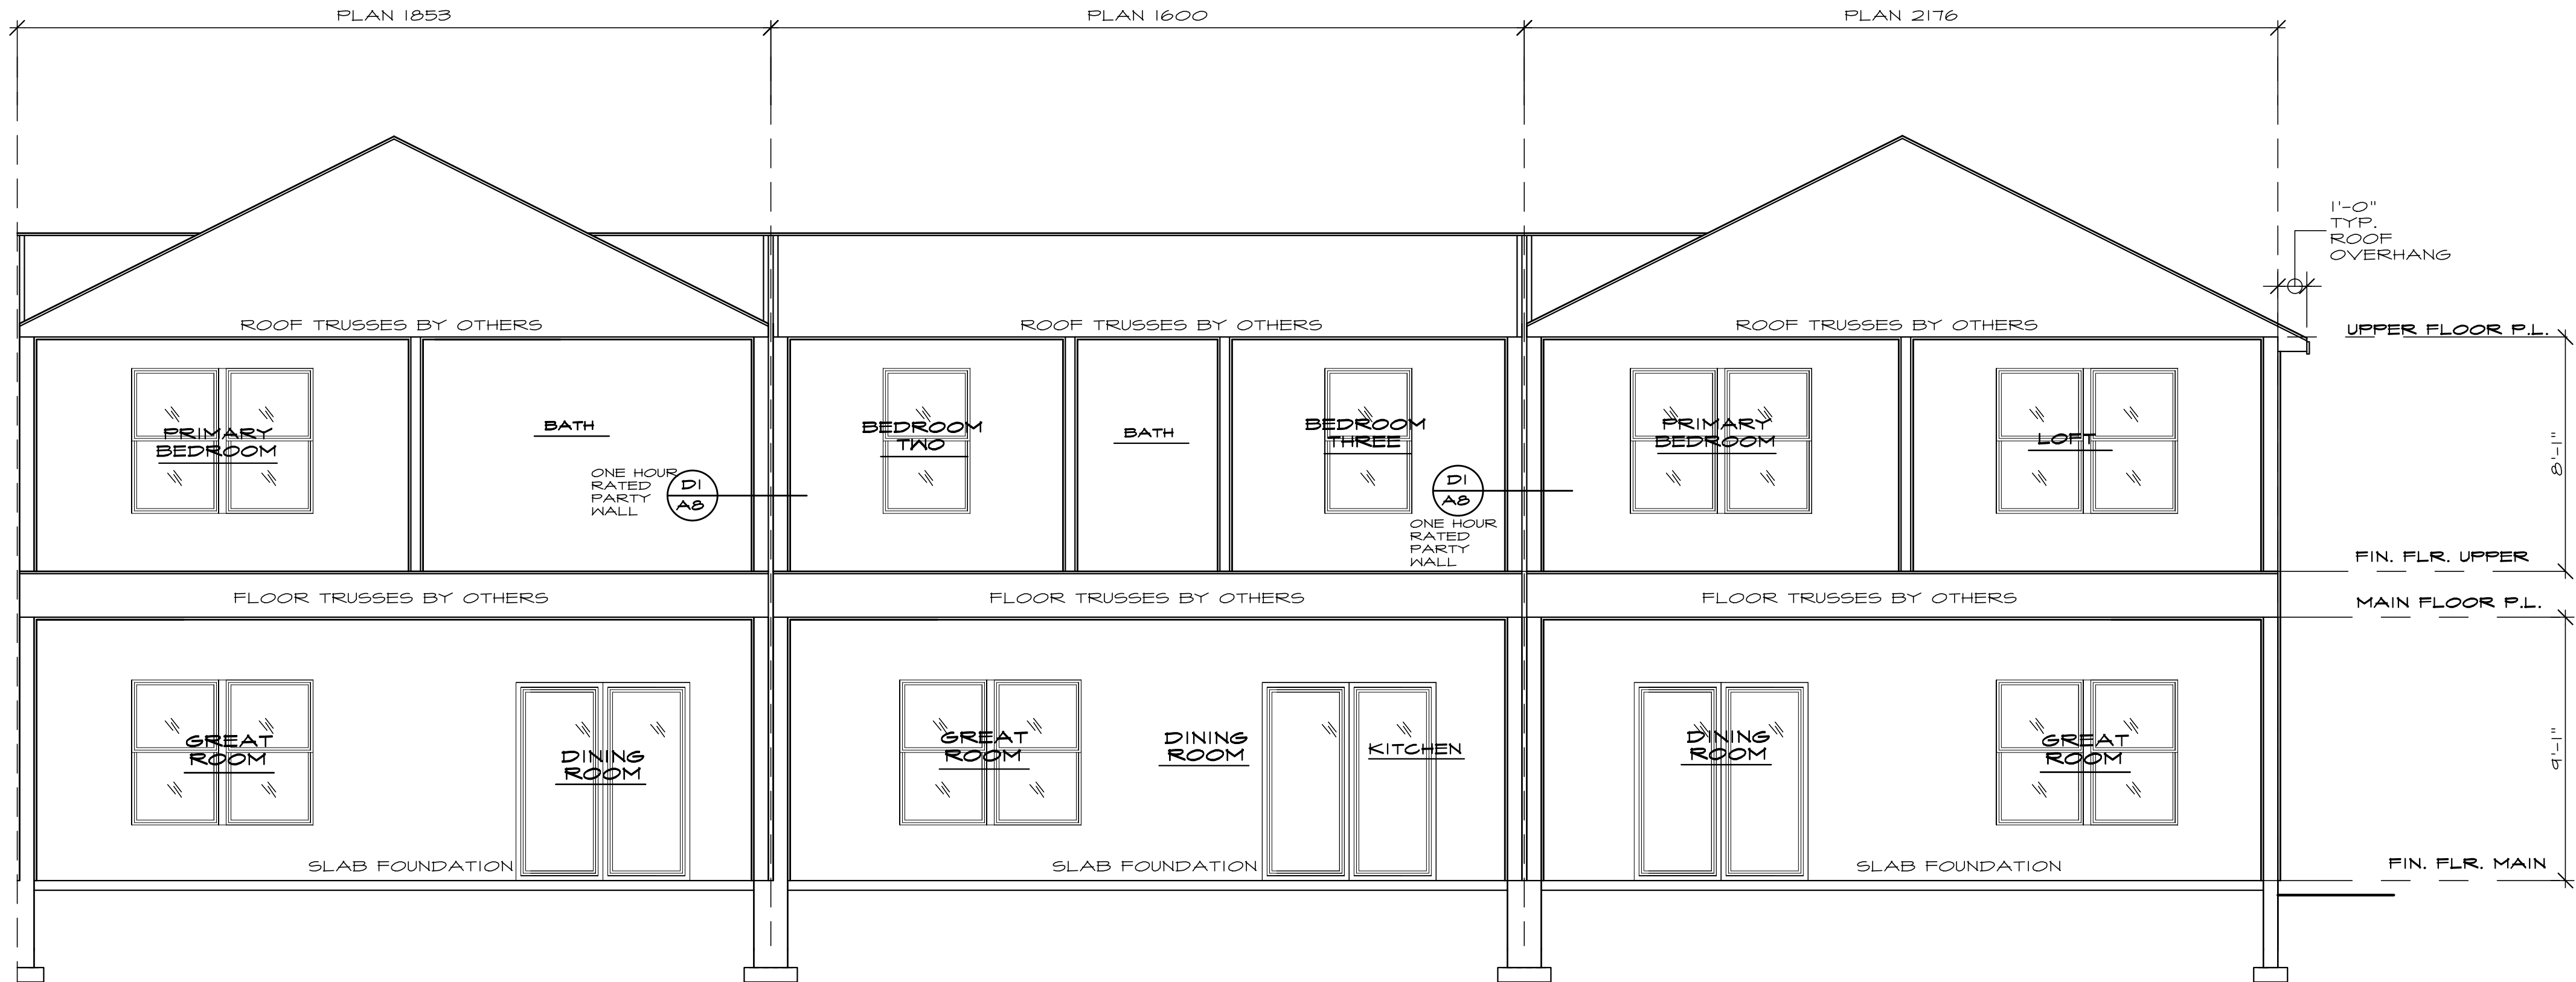 PLAN 1853
PLAN 1600
PLAN 2176
1'-0"
TYP.
ROOF
OVERHANG
ROOF TRUSSES BY OTHERS
ROOF TRUSSES BY OTHERS
ROOF TRUSSES BY OTHERS
UPPER FLOOR P.L.
PRIMARY
BEDROOM
BATH
ONE HOUR
RATED
PARTY
WALL
D1
A8
BEDROOM
TWO
BATH
BEDROOM
THREE
D1
A8
ONE HOUR
RATED
PARTY
WALL
PRIMARY
BEDROOM
LOFT
8'-1"
FIN. FLR. UPPER
FLOOR TRUSSES BY OTHERS
FLOOR TRUSSES BY OTHERS
FLOOR TRUSSES BY OTHERS
MAIN FLOOR P.L.
GREAT
ROOM
DINING
ROOM
GREAT
ROOM
DINING
ROOM
KITCHEN
DINING
ROOM
GREAT
ROOM
9'-1"
SLAB FOUNDATION
SLAB FOUNDATION
SLAB FOUNDATION
FIN. FLR. MAIN